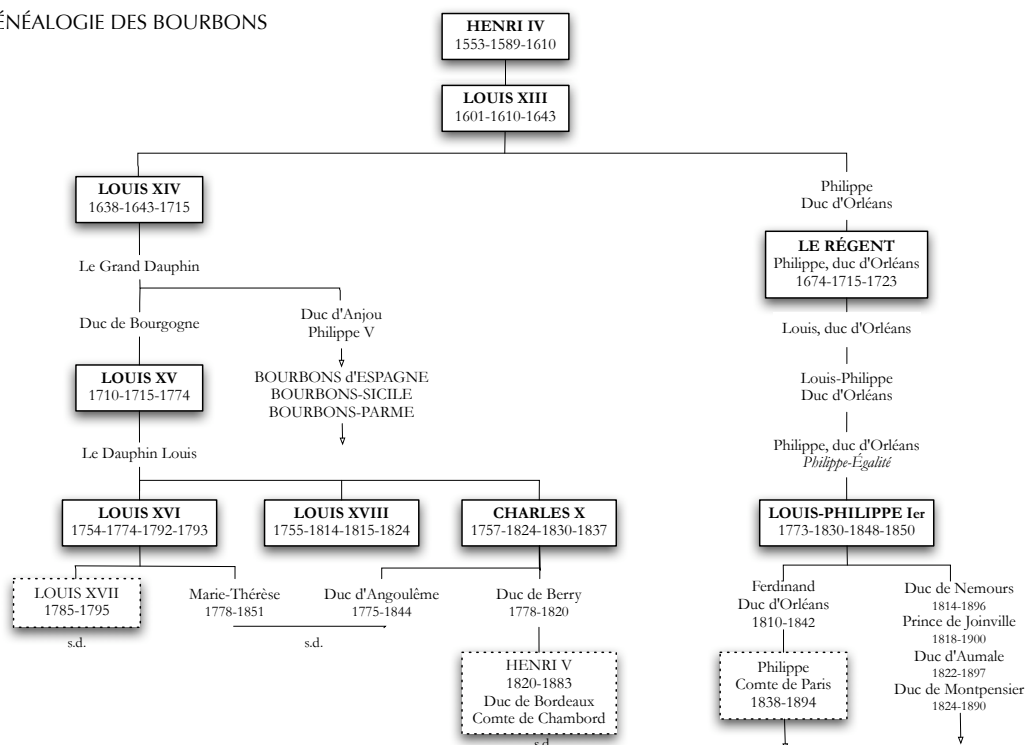 ÉNÉALOGIE DES BOURBONS
HENRI IV
1553-1589-1610
LOUIS XIII
1601-1610-1643
LOUIS XIV
1638-1643-1715
Philippe
Duc d'Orléans
LE RÉGENT
Philippe, duc d'Orléans
1674-1715-1723
Le Grand Dauphin
Duc de Bourgogne
Duc d'Anjou
Philippe V
Louis, duc d'Orléans
LOUIS XV
1710-1715-1774
BOURBONS d'ESPAGNE
BOURBONS-SICILE
BOURBONS-PARME
Louis-Philippe
Duc d'Orléans
Le Dauphin Louis
Philippe, duc d'Orléans
Philippe-Égalité
LOUIS XVI
1754-1774-1792-1793
LOUIS XVIII
1755-1814-1815-1824
CHARLES X
1757-1824-1830-1837
LOUIS-PHILIPPE Ier
1773-1830-1848-1850
LOUIS XVII
1785-1795
s.d.
Marie-Thérèse
1778-1851
Duc d'Angoulême
1775-1844
s.d.
Duc de Berry
1778-1820
HENRI V
1820-1883
Duc de Bordeaux
Comte de Chambord
s.d.
Ferdinand
Duc d'Orléans
1810-1842
Philippe
Comte de Paris
1838-1894
Duc de Nemours
1814-1896
Prince de Joinville
1818-1900
Duc d'Aumale
1822-1897
Duc de Montpensier
1824-1890